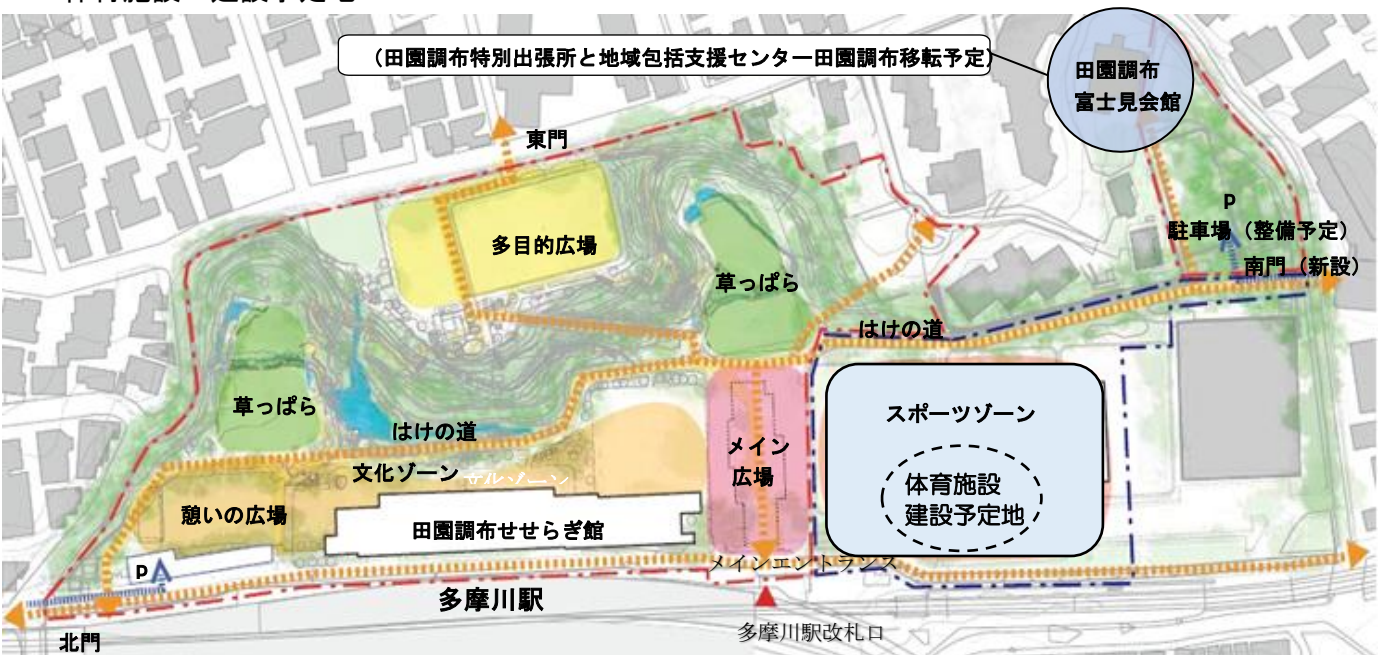 （田園調布特別出張所と地域包括支援センター田園調布移転予定）
田園調布
富士見会館
東門
多目的広場
草っぱら
P
駐車場（整備予定）
南門（新設）
はけの道
草っぱら
はけの道
文化ゾーン
スポーツゾーン
体育施設
建設予定地
メイン
広場
憩いの広場
田園調布せせらぎ館
P
メインエントランス
多摩川駅
多摩川駅改札口
北門